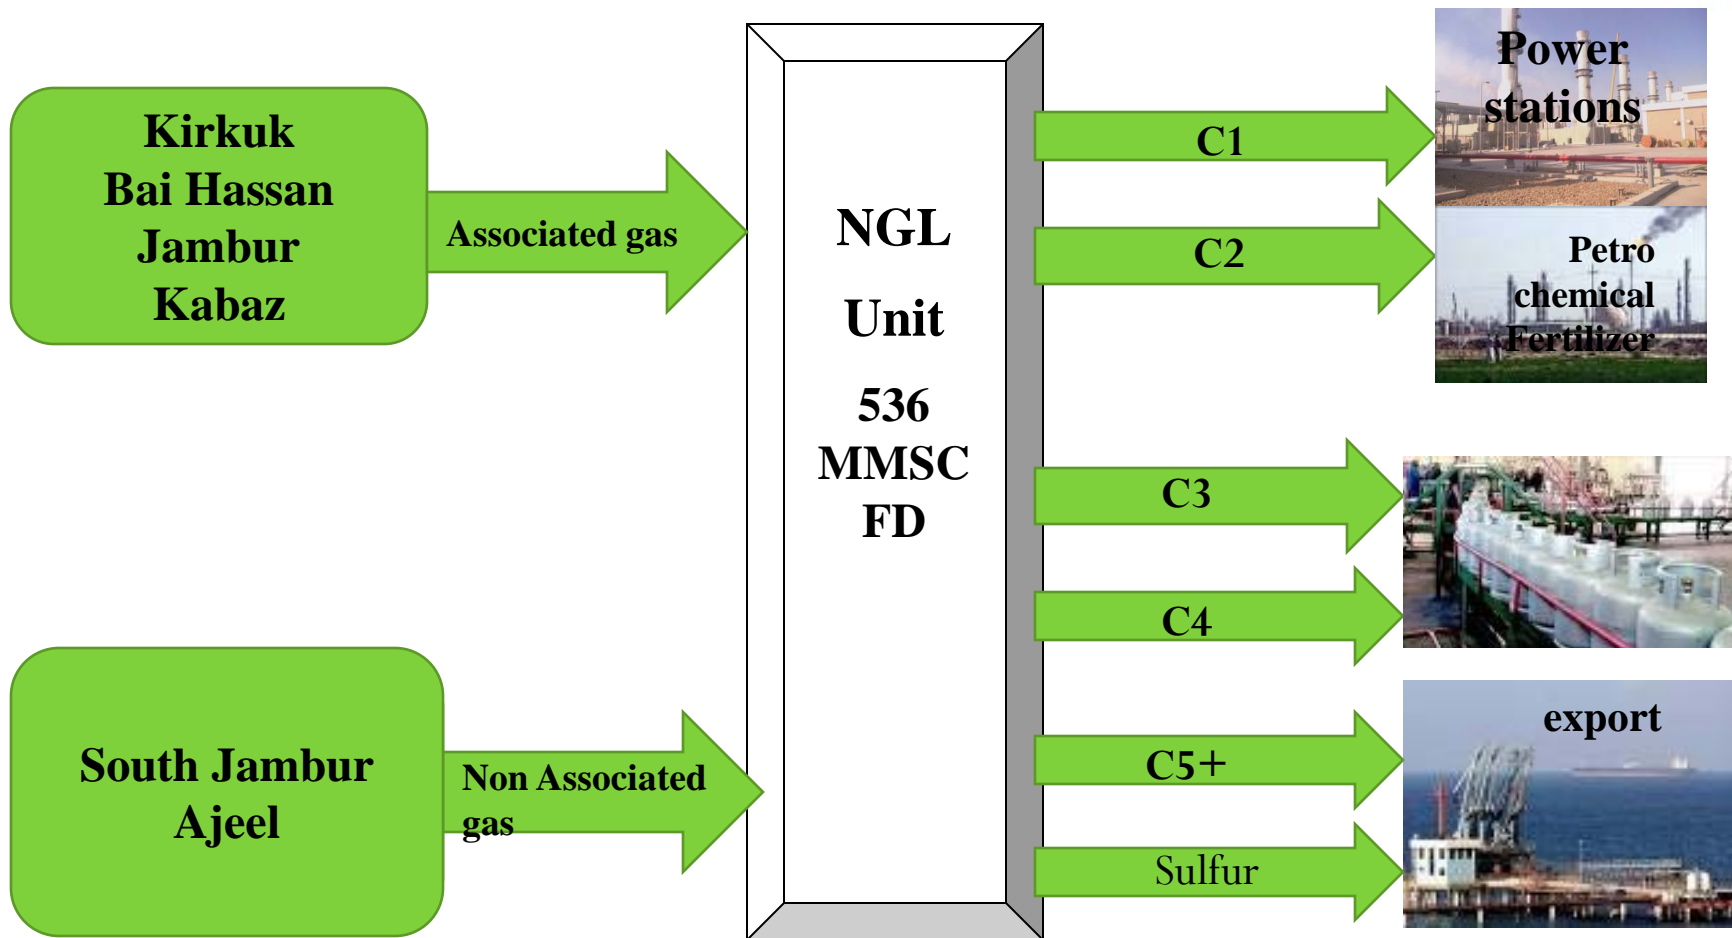 Kirkuk
Bai Hassan
Jambur
Kabaz
Associated gas
South Jambur
Ajeel
Non Associated
gas
NGL
Unit
536
MMSC
FD
C1
C2
C3
C4
C5+
Sulfur
Power
stations
Petro
chemical
Fertilizer
export